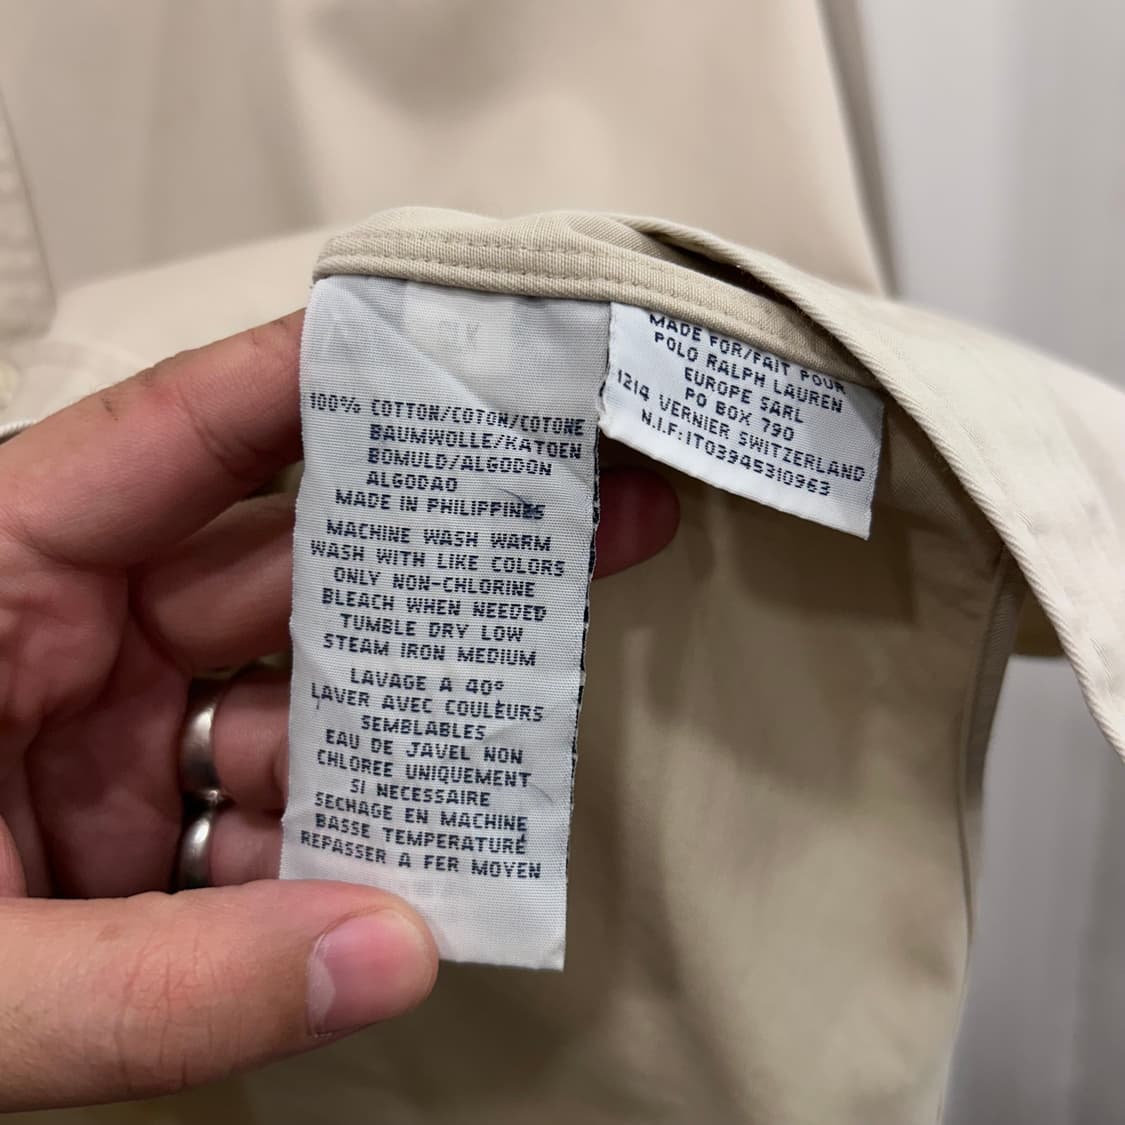 100% COTTON/COTON/COTONE
BAUMWOLLE/KATOEN
BOMULD/ALGODON
ALGODAO
MADE IN PHILIPPINES
MACHINE WASH WARM
WASH WITH LIKE COLORS
ONLY NON-CHLORINE
BLEACH WHEN NEEDED
TUMBLE DRY LOW
STEAM IRON MEDIUM
LAVAGE A 40°
LAVER AVEC COULEURS
SEMBLABLES
EAU DE JAVEL NON
CHLOREE UNIQUEMENT
SI NECESSAIRE
SECHAGE EN MACHINE
BASSE TEMPERATURE
REPASSER A FER MOYEN
MADE FOR/FAIT POUR
POLO RALPH LAUREN
EUROPE SARL
PO BOX 790
1214 VERNIER SWITZERLAND
N.I.F:IT03945310963